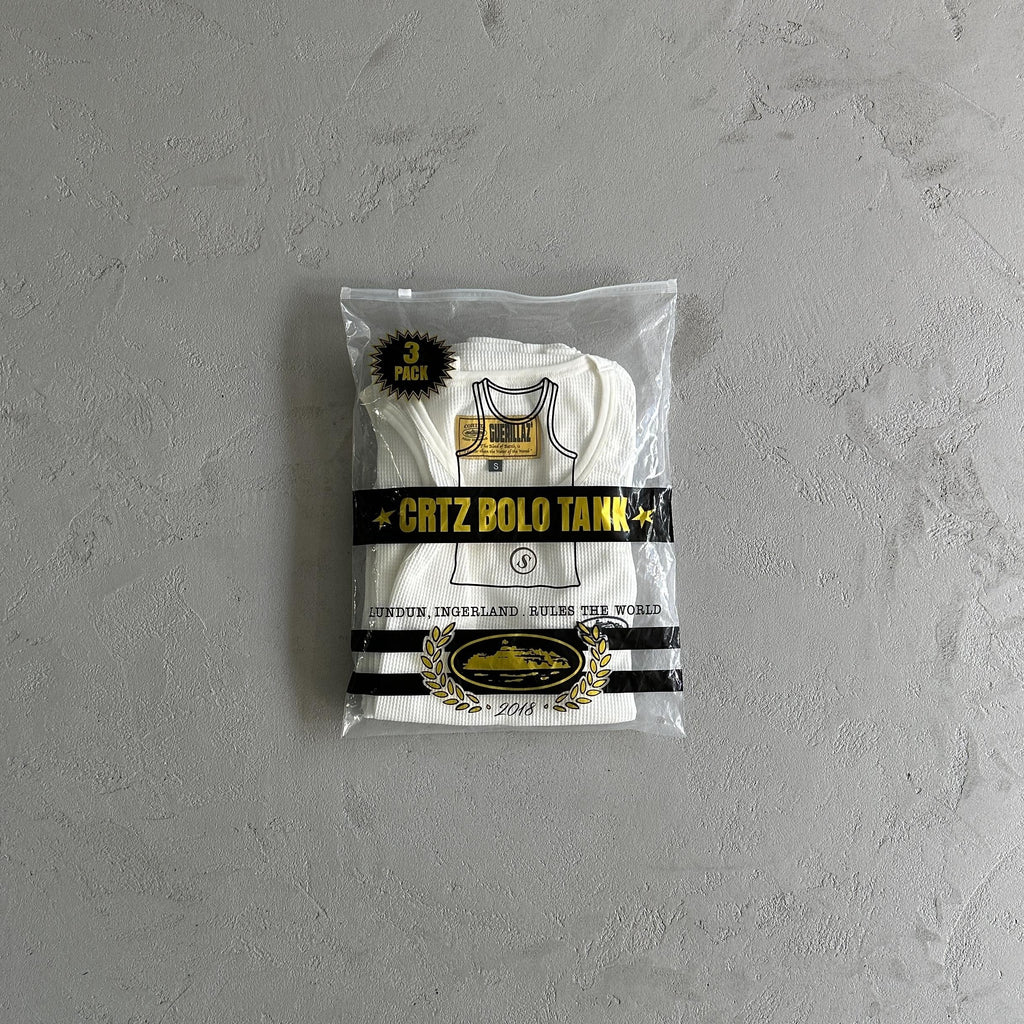 3
PACK
GUERILLAZ
S
CRTZ BOLO TANK
S
LUNDUN, INGERLAND. RULES THE WORLD
2018